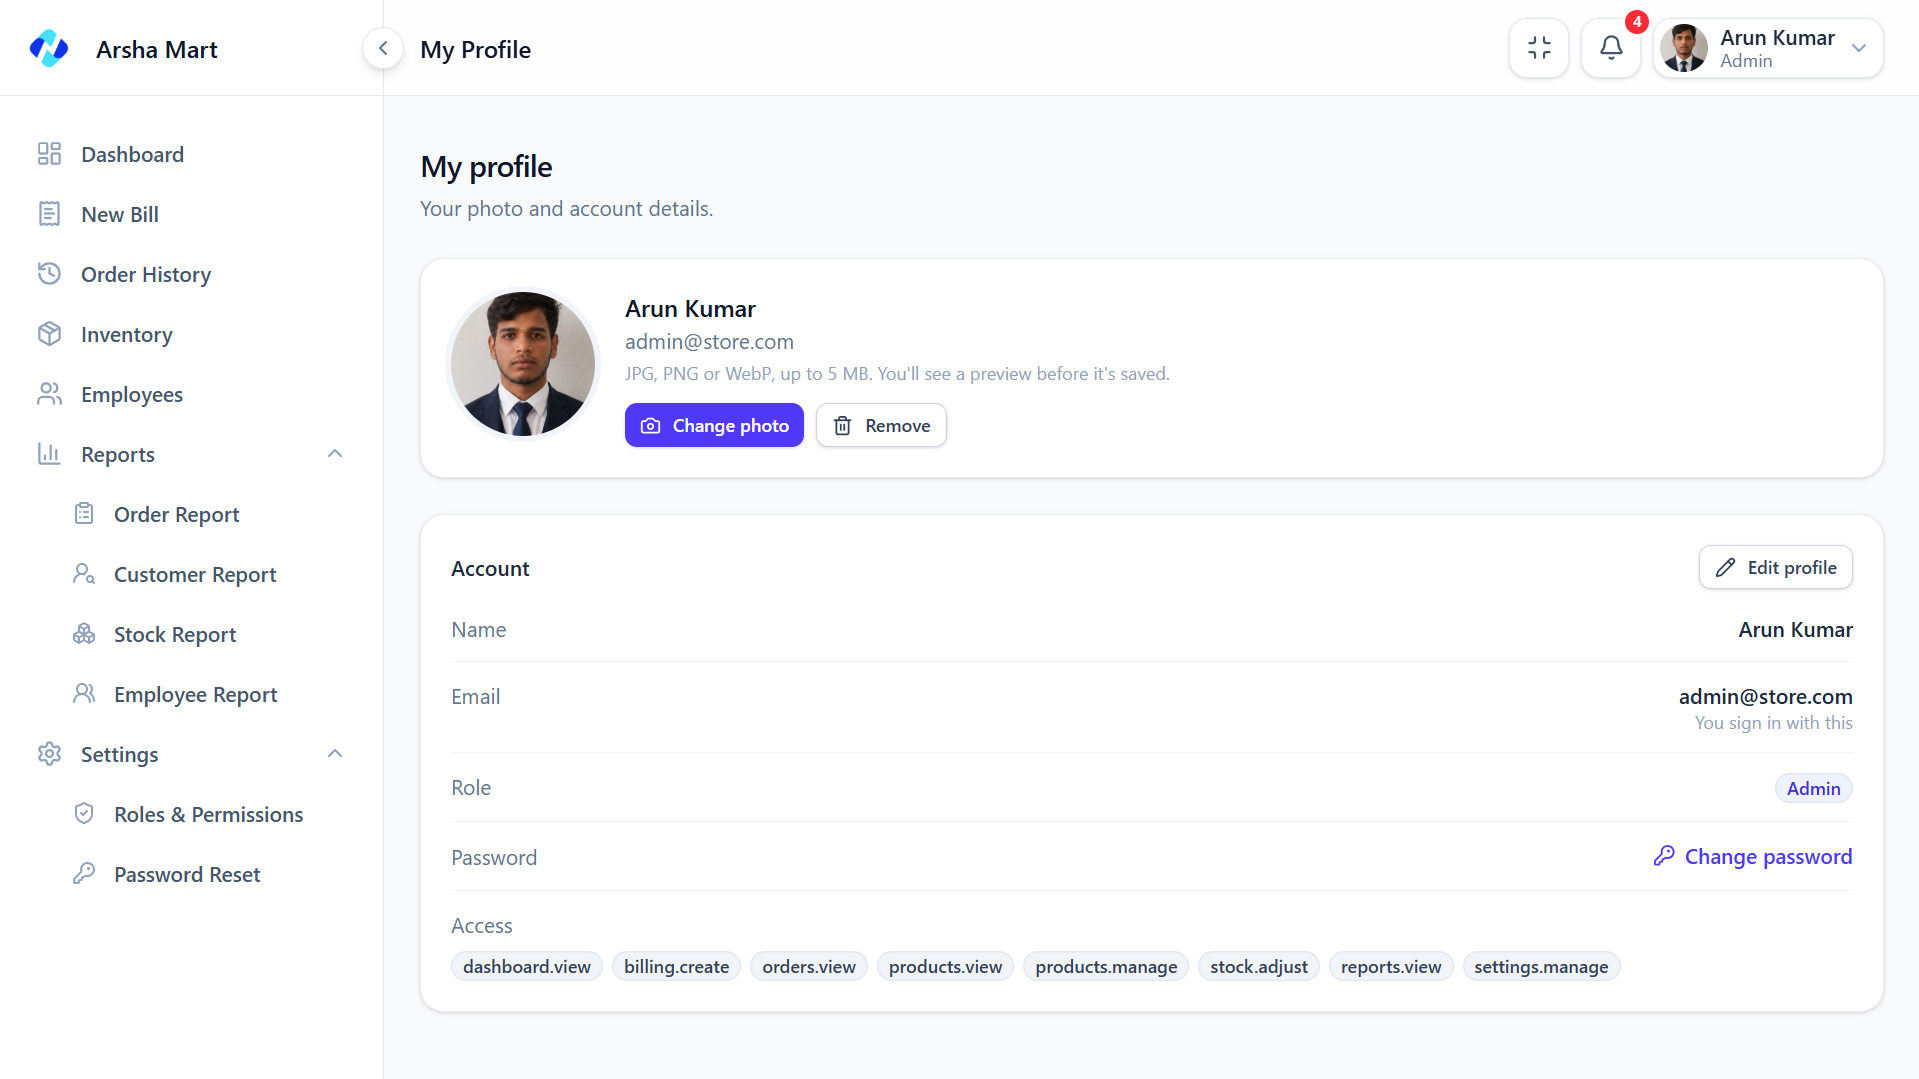 Arsha Mart
My Profile
4
Arun Kumar
Admin
Dashboard
New Bill
Order History
Inventory
Employees
Reports
Order Report
Customer Report
Stock Report
Employee Report
Settings
Roles & Permissions
Password Reset
My profile
Your photo and account details.
Arun Kumar
admin@store.com
JPG, PNG or WebP, up to 5 MB. You'll see a preview before it's saved.
Change photo
Remove
Account
Edit profile
Name
Arun Kumar
Email
admin@store.com
You sign in with this
Role
Admin
Password
Change password
Access
dashboard.view billing.create orders.view products.view products.manage stock.adjust reports.view settings.manage